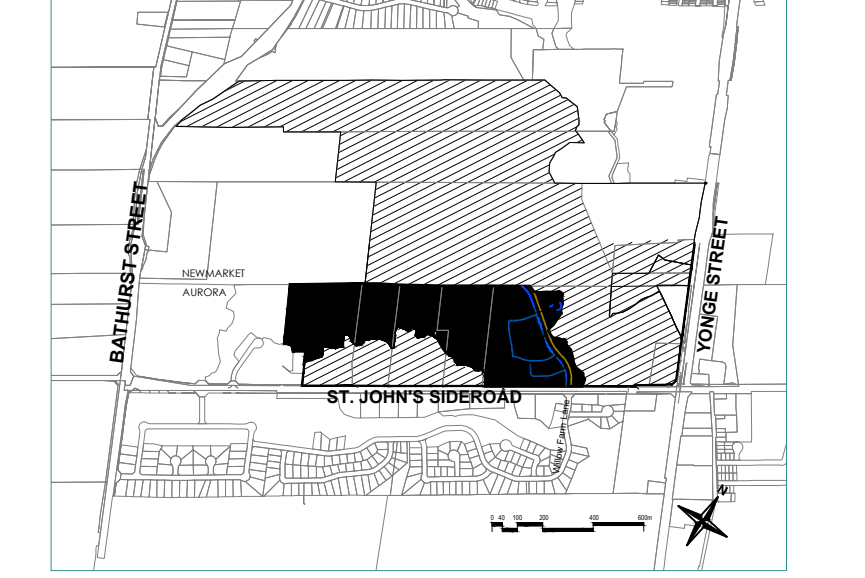 BATHURST STREET
YONGE STREET
NEWMARKET
AURORA
ST. JOHN'S SIDEROAD
Willow Farm Lane
0 40 100 200 400 600m
N